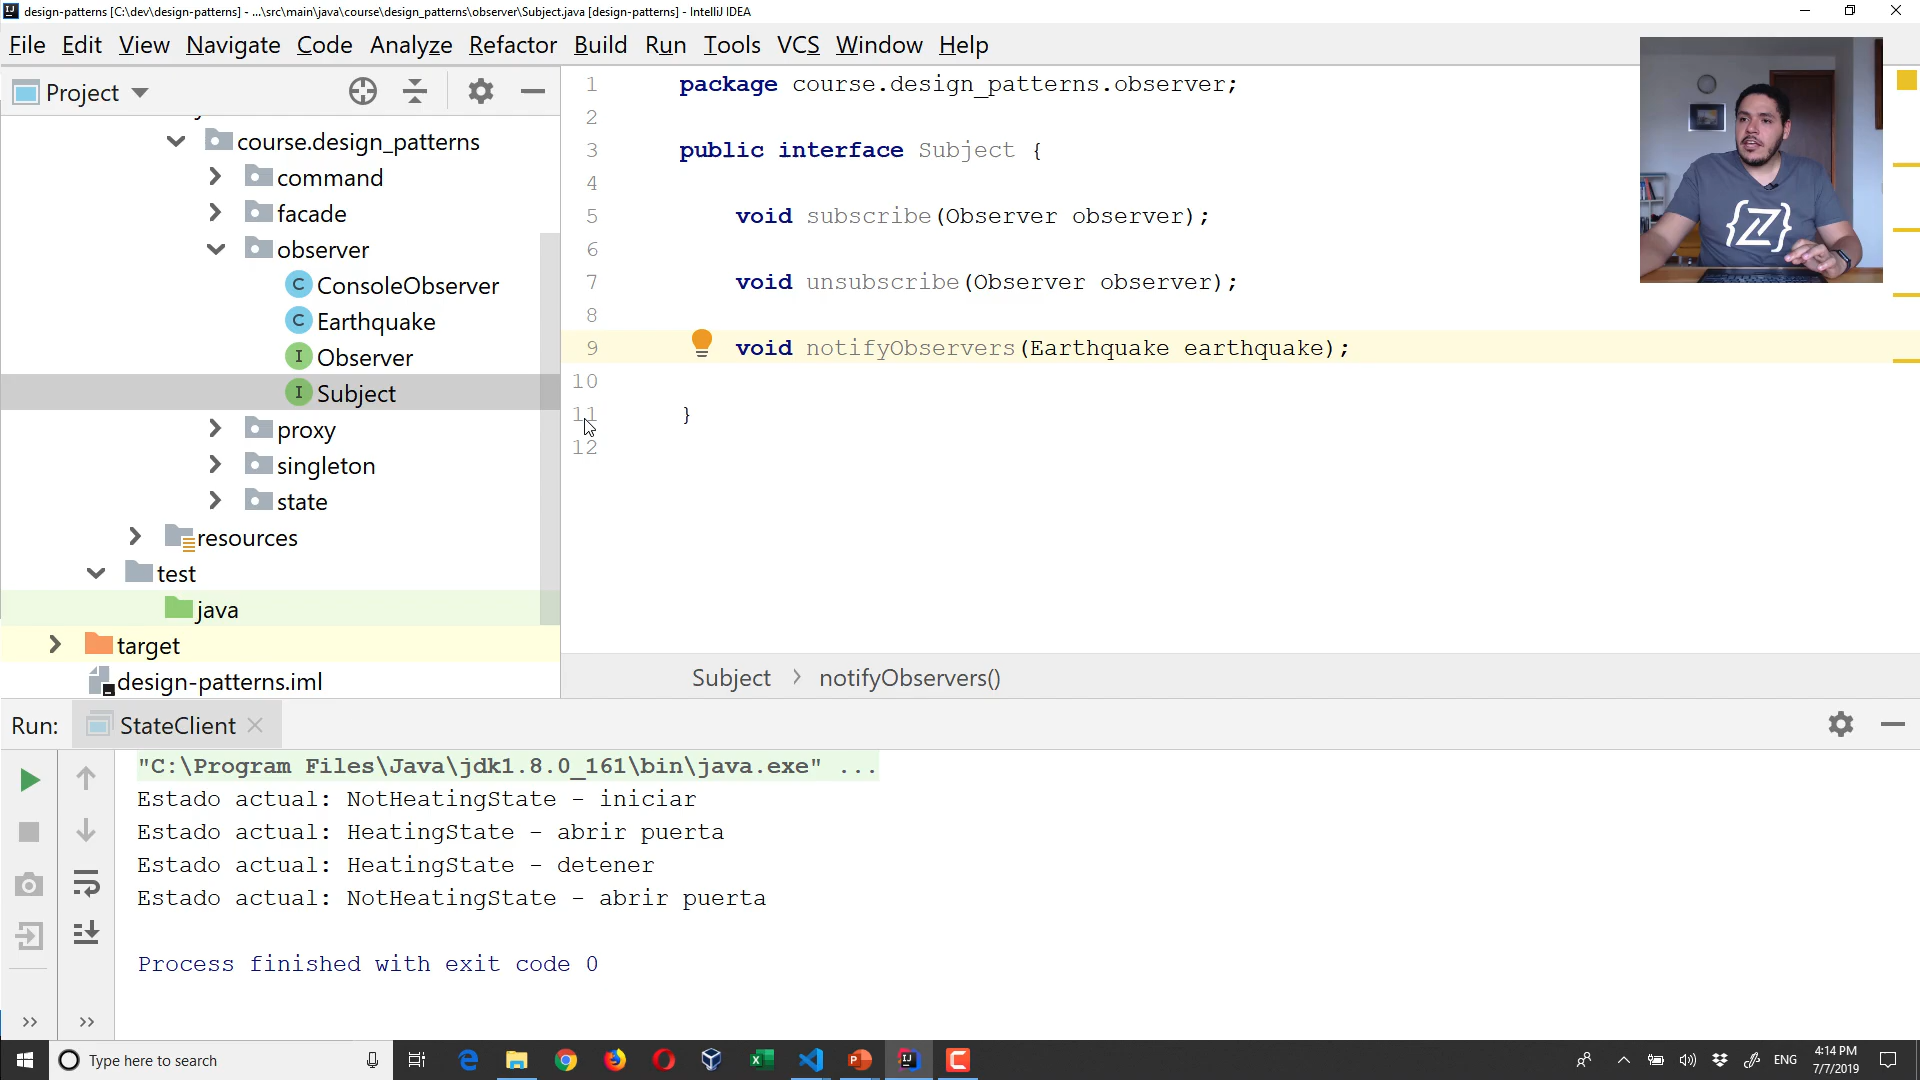 design-patterns [C:\dev\design-patterns] - ...\src\main\java\course\design_patterns\observer\Subject.java [design-patterns] - IntelliJ IDEA
File Edit View Navigate Code Analyze Refactor Build Run Tools VCS Window Help
Project
course.design_patterns
command
facade
observer
C ConsoleObserver
C Earthquake
I Observer
I Subject
proxy
singleton
state
resources
test
java
target
design-patterns.iml
1 package course.design_patterns.observer;
2
3 public interface Subject {
4
5 void subscribe(Observer observer);
6
7 void unsubscribe(Observer observer);
8
9 void notifyObservers(Earthquake earthquake);
10
11 }
12
Subject > notifyObservers()
Run: StateClient
"C:\Program Files\Java\jdk1.8.0_161\bin\java.exe" ...
Estado actual: NotHeatingState - iniciar
Estado actual: HeatingState - abrir puerta
Estado actual: HeatingState - detener
Estado actual: NotHeatingState - abrir puerta
Process finished with exit code 0
Type here to search
ENG
4:14 PM
7/7/2019